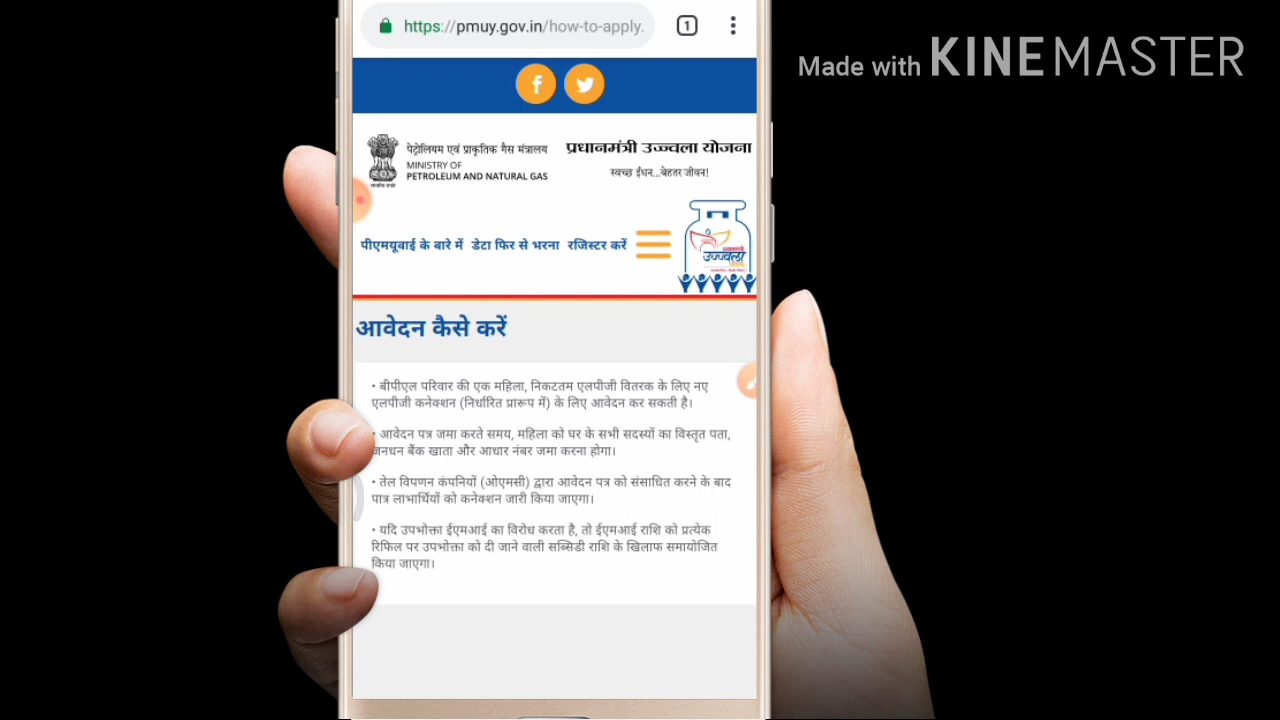 https://pmuy.gov.in/how-to-apply.
1
Made with KINEMASTER
पेट्रोलियम एवं प्राकृतिक गैस मंत्रालय
MINISTRY OF
PETROLEUM AND NATURAL GAS
प्रधानमंत्री उज्ज्वला योजना
स्वच्छ ईंधन...बेहतर जीवन!
पीएमयूवाई के बारे में डेटा फिर से भरना रजिस्टर करें
उज्ज्वला
आवेदन कैसे करें
• बीपीएल परिवार की एक महिला, निकटतम एलपीजी वितरक के लिए नए
एलपीजी कनेक्शन (निर्धारित प्रारूप में) के लिए आवेदन कर सकती है।
• आवेदन पत्र जमा करते समय, महिला को घर के सभी सदस्यों का विस्तृत पता,
जनधन बैंक खाता और आधार नंबर जमा करना होगा।
• तेल विपणन कंपनियों (ओएमसी) द्वारा आवेदन पत्र को संसाधित करने के बाद
पात्र लाभार्थियों को कनेक्शन जारी किया जाएगा।
• यदि उपभोक्ता ईएमआई का विरोध करता है, तो ईएमआई राशि को प्रत्येक
रिफिल पर उपभोक्ता को दी जाने वाली सब्सिडी राशि के खिलाफ समायोजित
किया जाएगा।